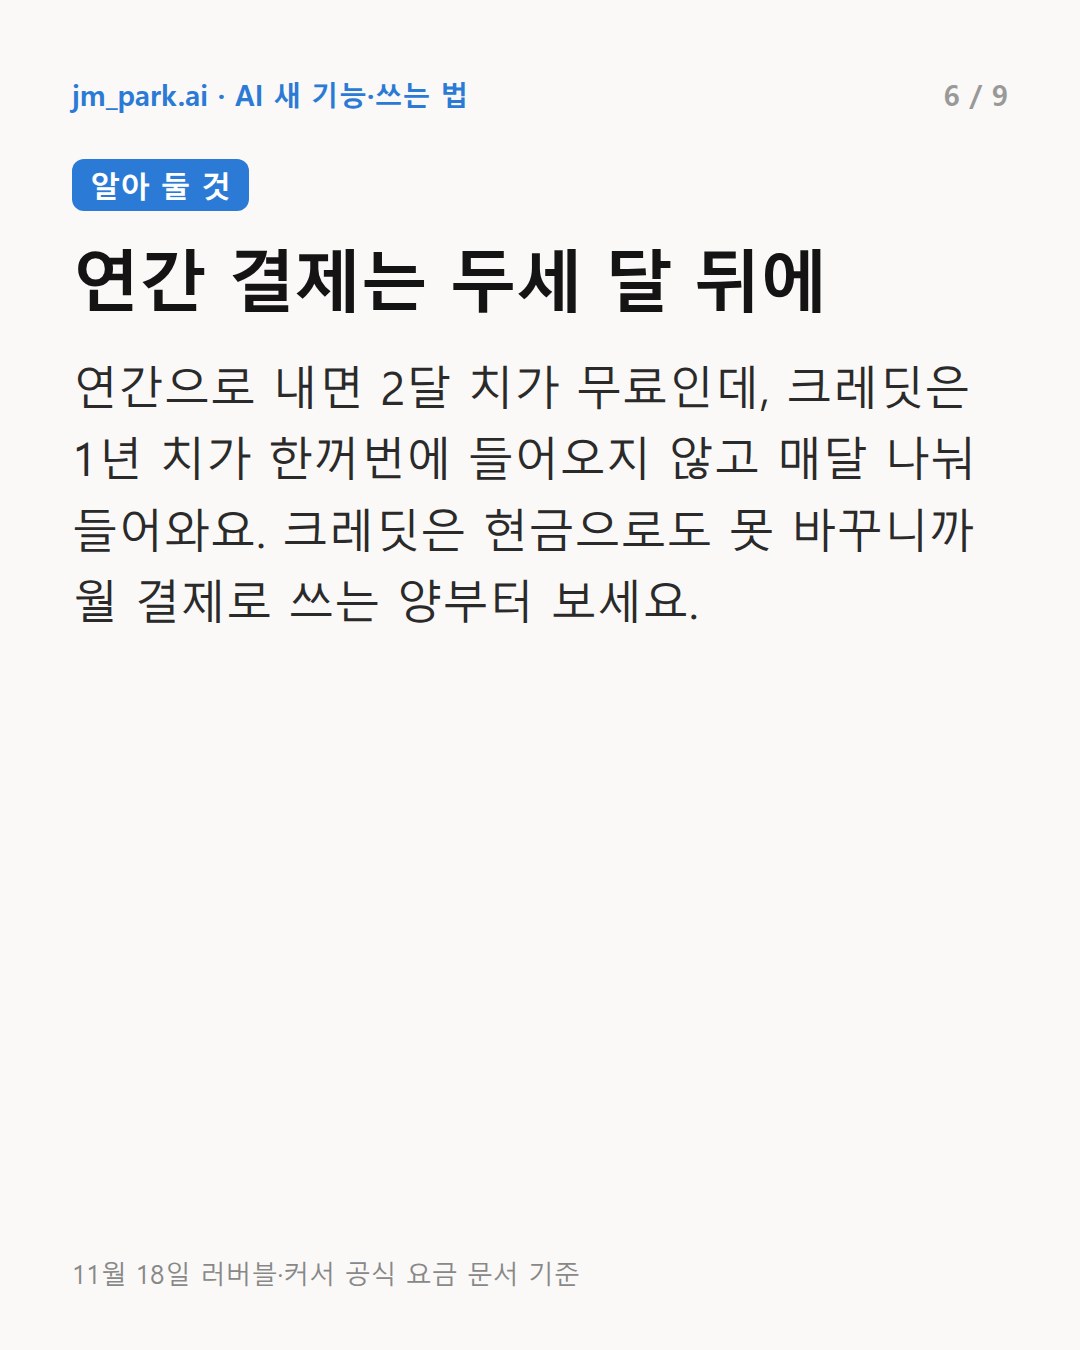 jm_park.ai · AI 새 기능·쓰는 법
6 / 9
알아 둘 것
연간 결제는 두세 달 뒤에
연간으로 내면 2달 치가 무료인데, 크레딧은
1년 치가 한꺼번에 들어오지 않고 매달 나눠
들어와요. 크레딧은 현금으로도 못 바꾸니까
월 결제로 쓰는 양부터 보세요.
11월 18일 러버블·커서 공식 요금 문서 기준